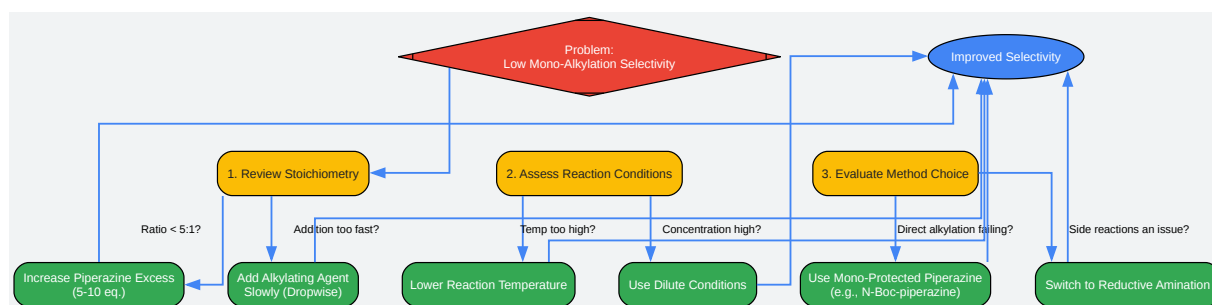 Problem:
Low Mono-Alkylation Selectivity
Improved Selectivity
1. Review Stoichiometry
2. Assess Reaction Conditions
3. Evaluate Method Choice
Ratio < 5:1?
Addition too fast?
Temp too high?
Concentration high?
Direct alkylation failing?
Side reactions an issue?
Increase Piperazine Excess
(5-10 eq.)
Add Alkylating Agent
Slowly (Dropwise)
Lower Reaction Temperature
Use Dilute Conditions
Use Mono-Protected Piperazine
(e.g., N-Boc-piperazine)
Switch to Reductive Amination